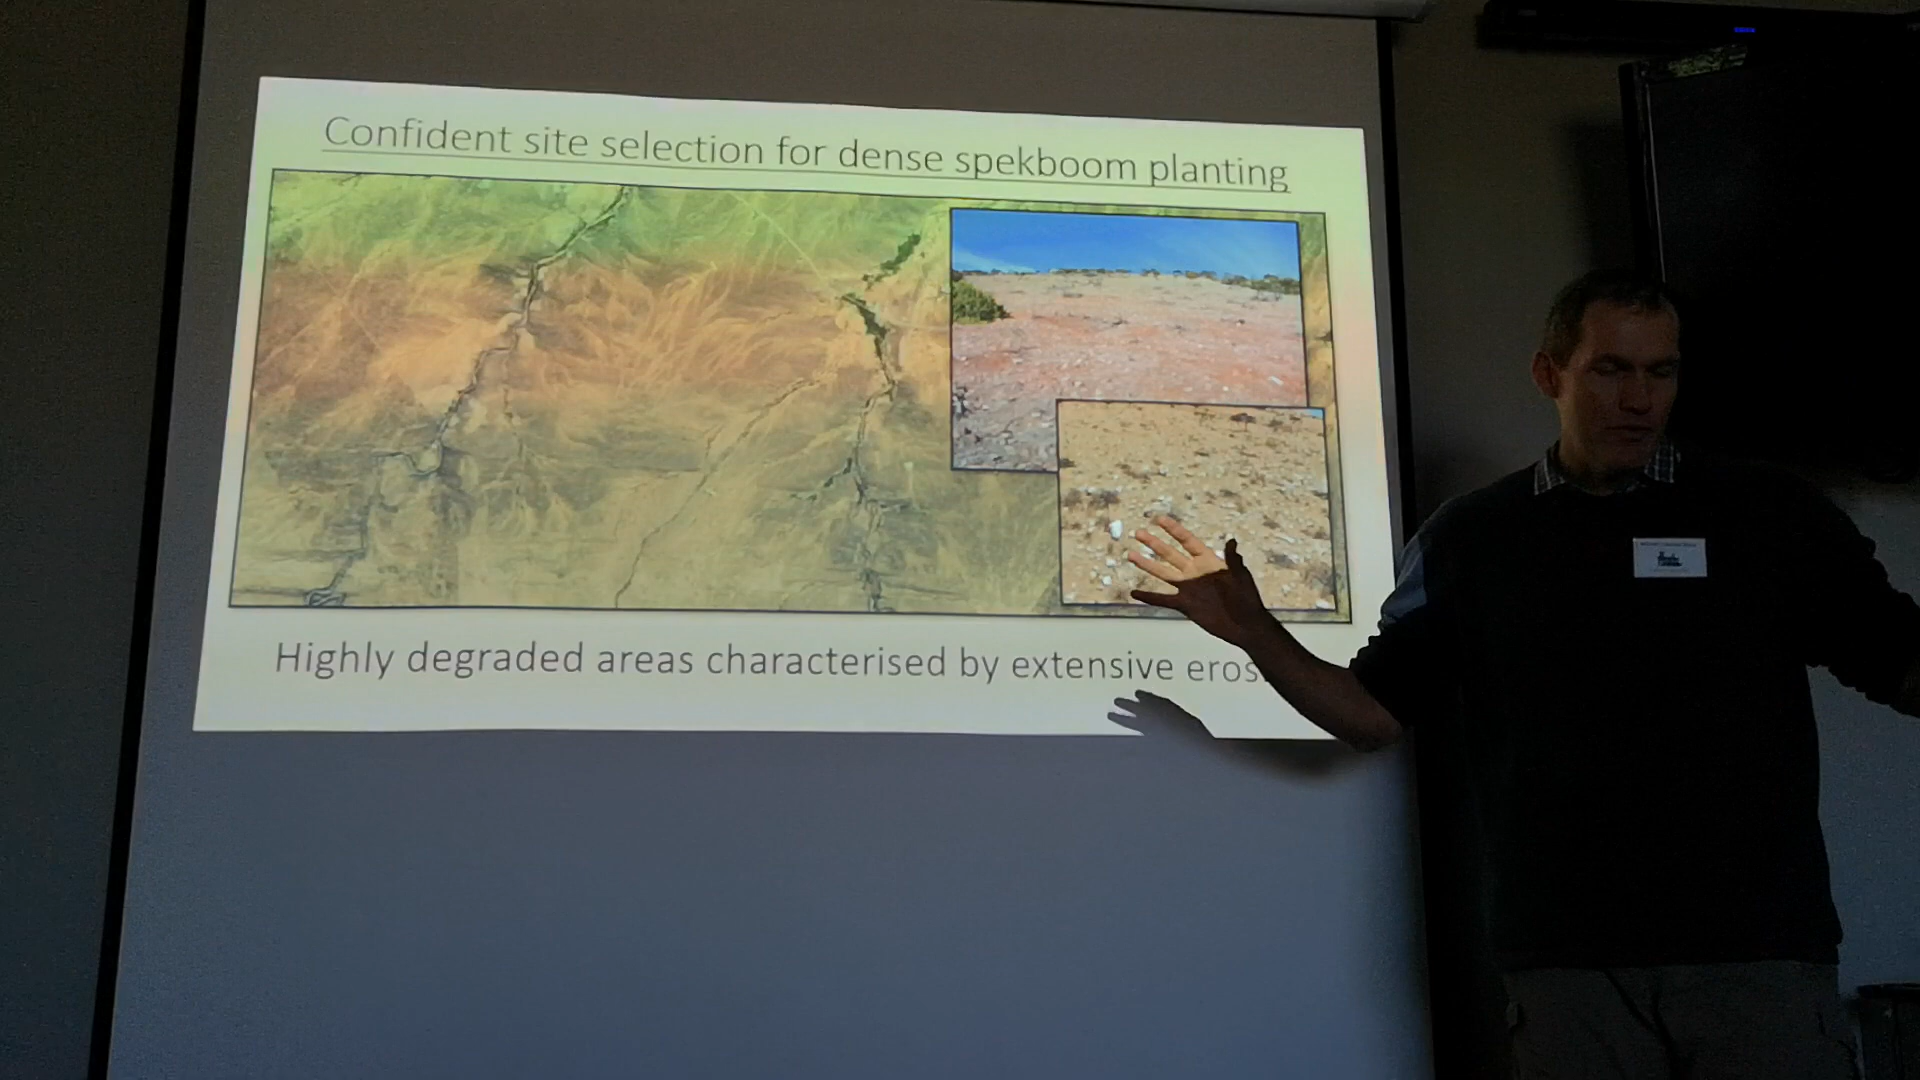 Confident site selection for dense spekboom planting
Highly degraded areas characterised by extensive eros